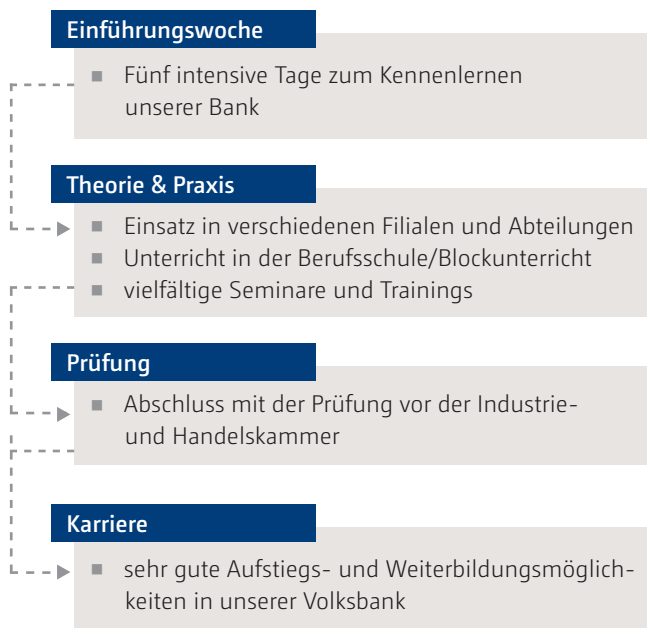 Einführungswoche
■ Fünf intensive Tage zum Kennenlernen
unserer Bank
Theorie & Praxis
■ Einsatz in verschiedenen Filialen und Abteilungen
■ Unterricht in der Berufsschule/Blockunterricht
■ vielfältige Seminare und Trainings
Prüfung
■ Abschluss mit der Prüfung vor der Industrie-
und Handelskammer
Karriere
■ sehr gute Aufstiegs- und Weiterbildungsmöglich-
keiten in unserer Volksbank